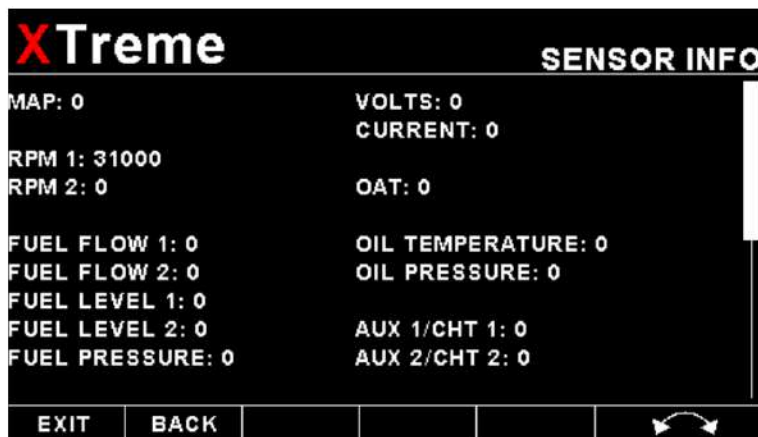 XTreme
SENSOR INFO
MAP: 0
VOLTS: 0
CURRENT: 0
RPM 1: 31000
RPM 2: 0
OAT: 0
FUEL FLOW 1: 0
OIL TEMPERATURE: 0
FUEL FLOW 2: 0
OIL PRESSURE: 0
FUEL LEVEL 1: 0
FUEL LEVEL 2: 0
AUX 1/CHT 1: 0
FUEL PRESSURE: 0
AUX 2/CHT 2: 0
EXIT
BACK